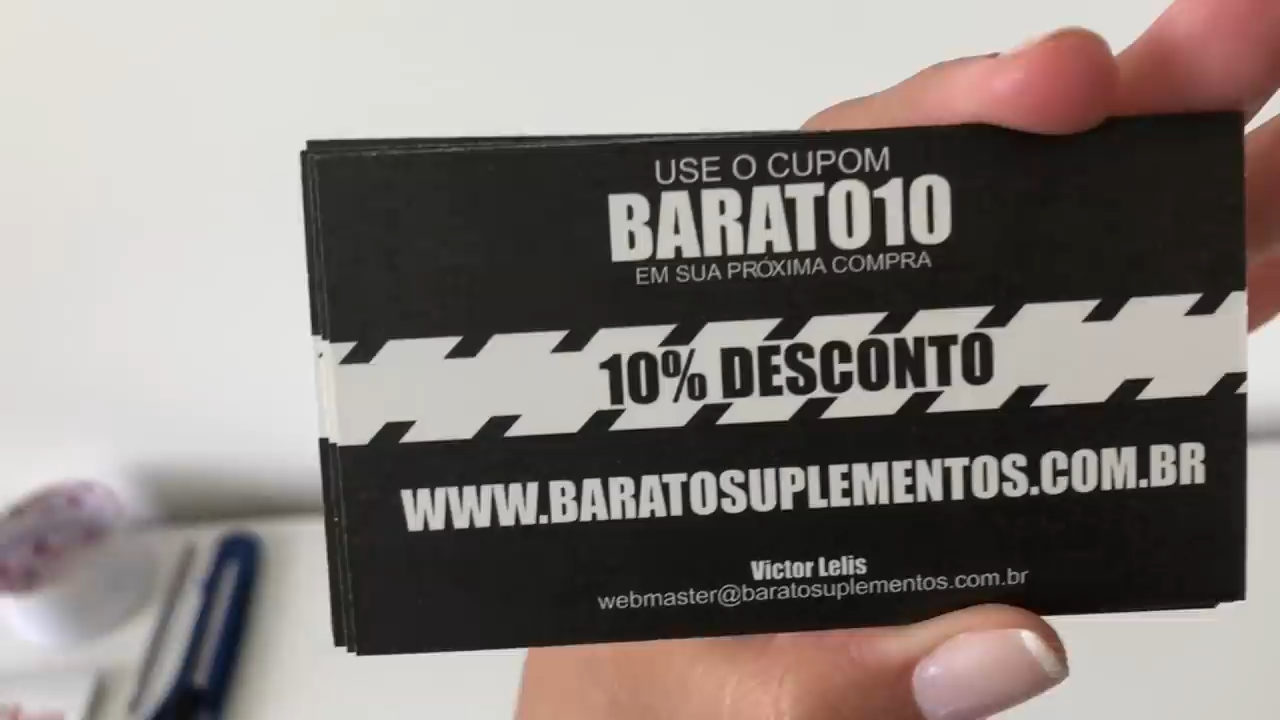 USE O CUPOM
BARATO10
EM SUA PRÓXIMA COMPRA
10% DESCONTO
WWW.BARATOSUPLEMENTOS.COM.BR
Victor Lelis
webmaster@baratosuplementos.com.br